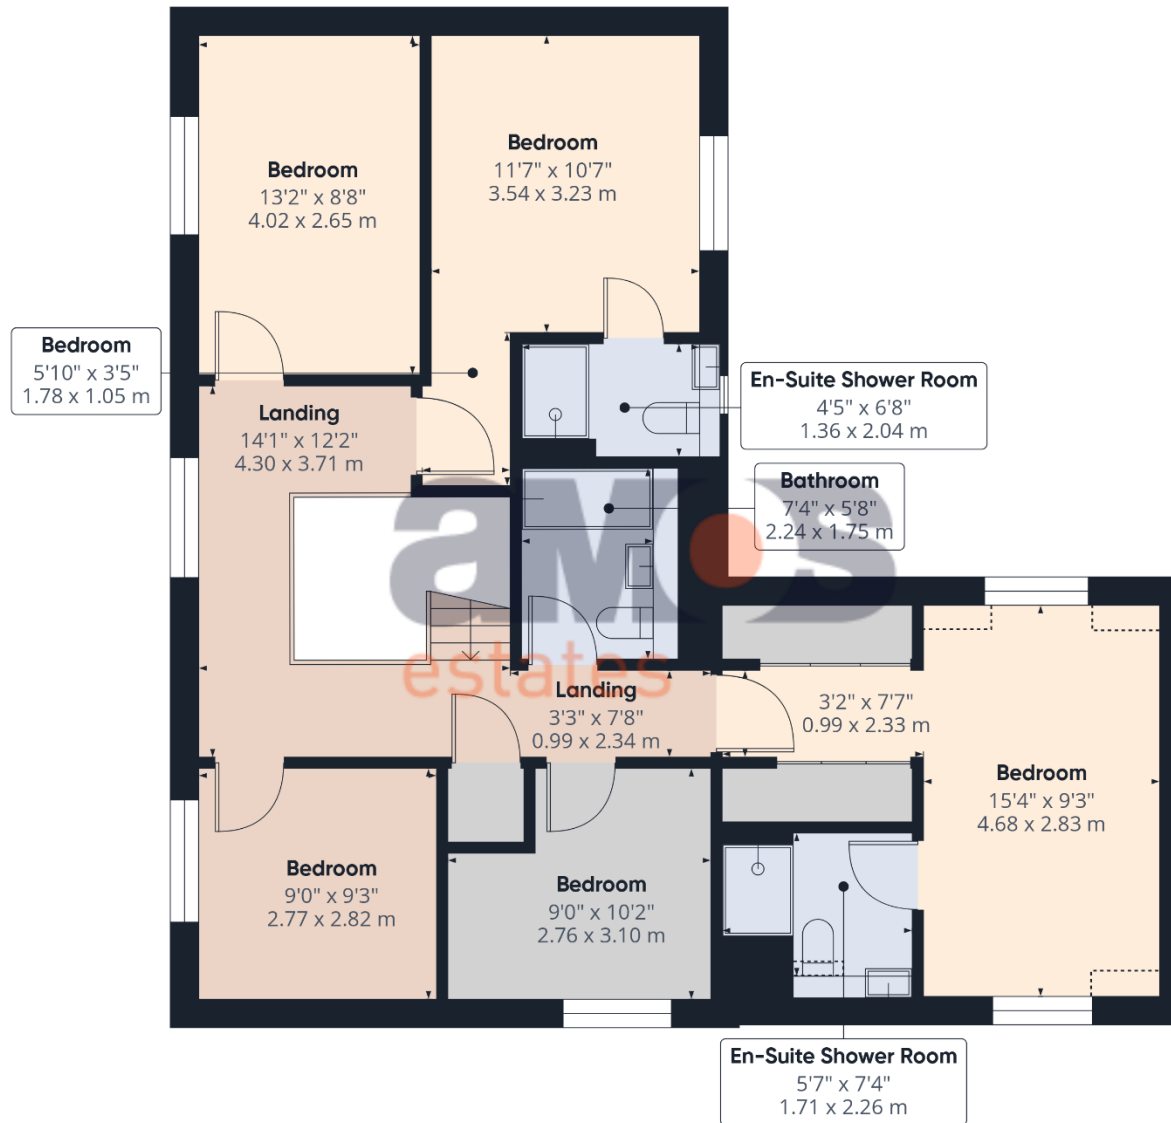 Bedroom
13'2" x 8'8"
4.02 x 2.65 m
Bedroom
11'7" x 10'7"
3.54 x 3.23 m
Bedroom
5'10" x 3'5"
1.78 x 1.05 m
En-Suite Shower Room
4'5" x 6'8"
1.36 x 2.04 m
Landing
14'1" x 12'2"
4.30 x 3.71 m
Bathroom
7'4" x 5'8"
2.24 x 1.75 m
amos
estates
Landing
3'3" x 7'8"
0.99 x 2.34 m
3'2" x 7'7"
0.99 x 2.33 m
Bedroom
15'4" x 9'3"
4.68 x 2.83 m
Bedroom
9'0" x 9'3"
2.77 x 2.82 m
Bedroom
9'0" x 10'2"
2.76 x 3.10 m
En-Suite Shower Room
5'7" x 7'4"
1.71 x 2.26 m